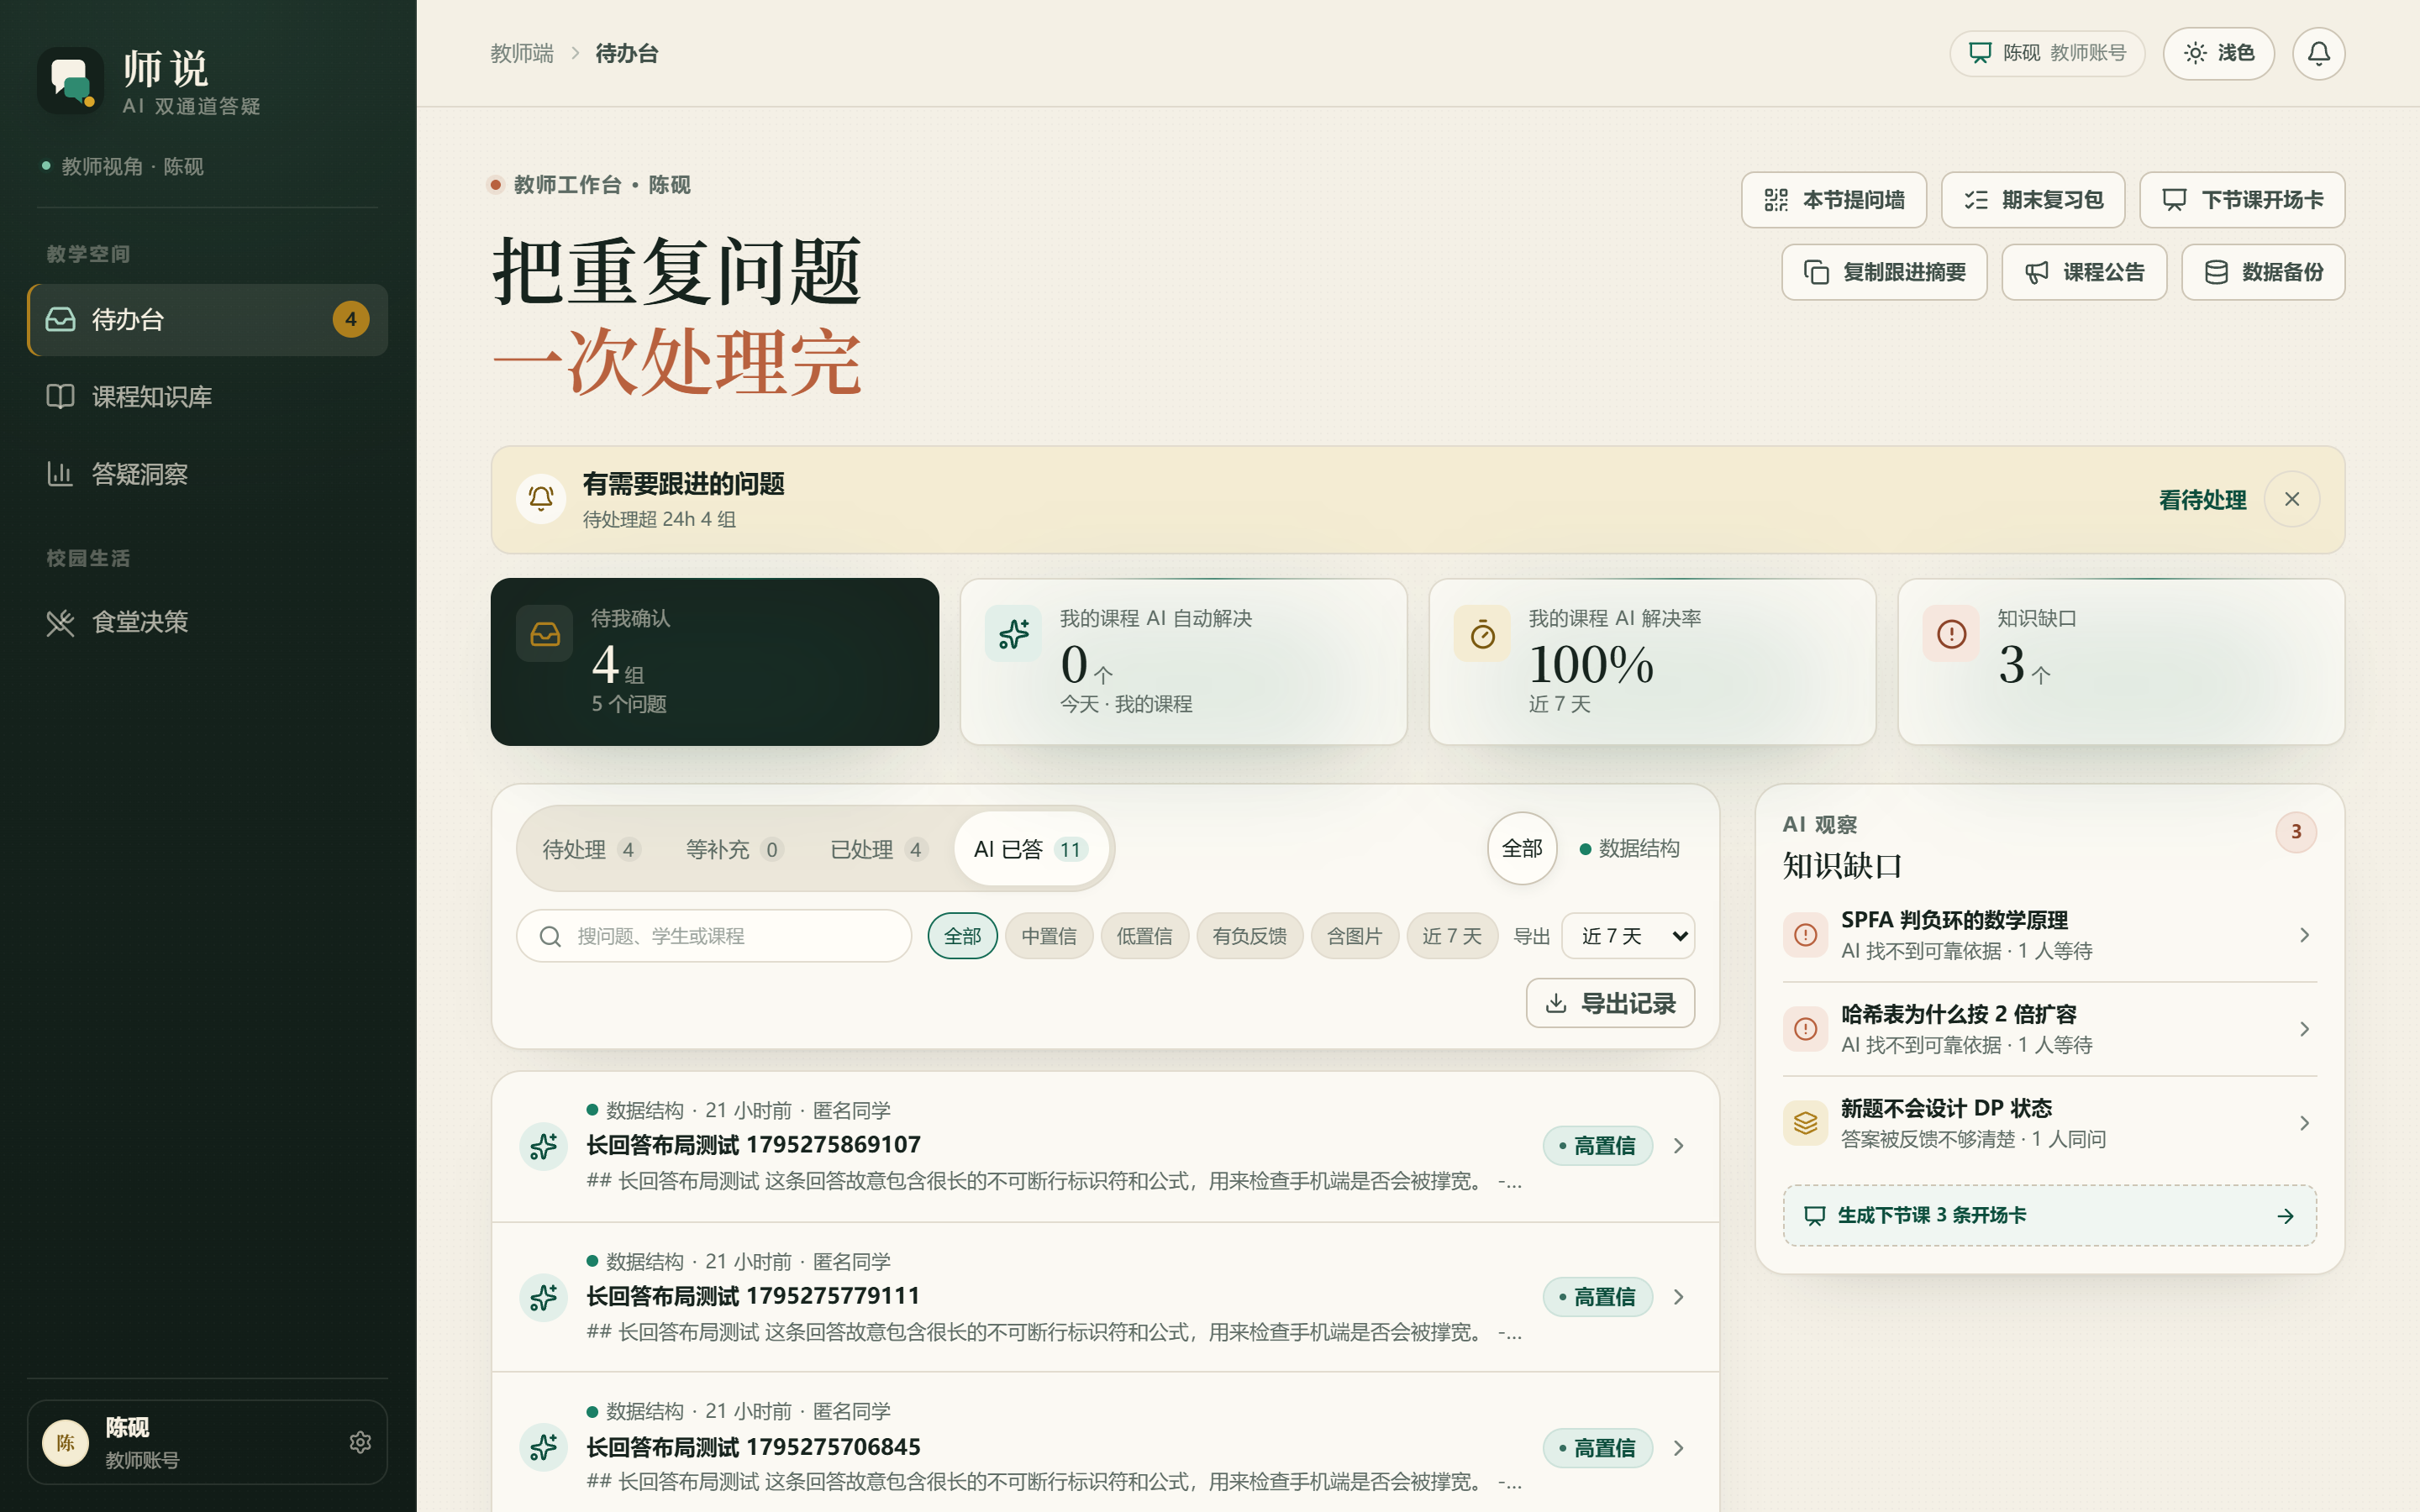 师说
AI 双通道答疑
教师视角 · 陈砚
教学空间
待办台 4
课程知识库
答疑洞察
校园生活
食堂决策
陈
陈砚
教师账号
教师端 > 待办台
陈砚 教师账号
浅色
教师工作台 • 陈砚
把重复问题
一次处理完
本节提问墙
期末复习包
下节课开场卡
复制跟进摘要
课程公告
数据备份
有需要跟进的问题
待处理超 24h 4 组
看待处理
待我确认
4 组
5 个问题
我的课程 AI 自动解决
0 个
今天 · 我的课程
我的课程 AI 解决率
100%
近 7 天
知识缺口
3 个
待处理 4
等补充 0
已处理 4
AI 已答 11
全部
数据结构
搜问题、学生或课程
全部
中置信
低置信
有负反馈
含图片
近 7 天
导出
近 7 天
导出记录
数据结构 · 21 小时前 · 匿名同学
长回答布局测试 1795275869107
## 长回答布局测试 这条回答故意包含很长的不可断行标识符和公式，用来检查手机端是否会被撑宽。 -...
高置信
数据结构 · 21 小时前 · 匿名同学
长回答布局测试 1795275779111
## 长回答布局测试 这条回答故意包含很长的不可断行标识符和公式，用来检查手机端是否会被撑宽。 -...
高置信
数据结构 · 21 小时前 · 匿名同学
长回答布局测试 1795275706845
## 长回答布局测试 这条回答故意包含很长的不可断行标识符和公式，用来检查手机端是否会被撑宽。 -...
高置信
AI 观察
知识缺口
3
SPFA 判负环的数学原理
AI 找不到可靠依据 · 1 人等待
哈希表为什么按 2 倍扩容
AI 找不到可靠依据 · 1 人等待
新题不会设计 DP 状态
答案被反馈不够清楚 · 1 人同问
生成下节课 3 条开场卡